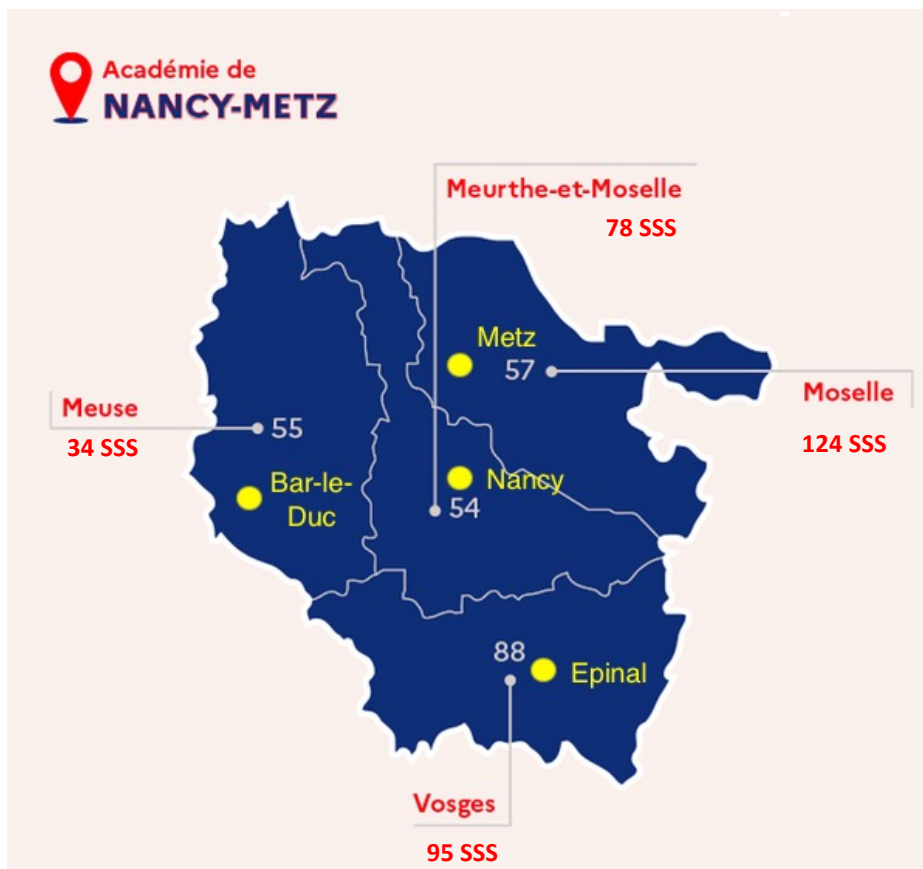 Académie de
NANCY-METZ
Meurthe-et-Moselle
78 SSS
Metz
57
Moselle
124 SSS
Meuse
34 SSS
55
Bar-le-
Duc
Nancy
54
88
Epinal
Vosges
95 SSS